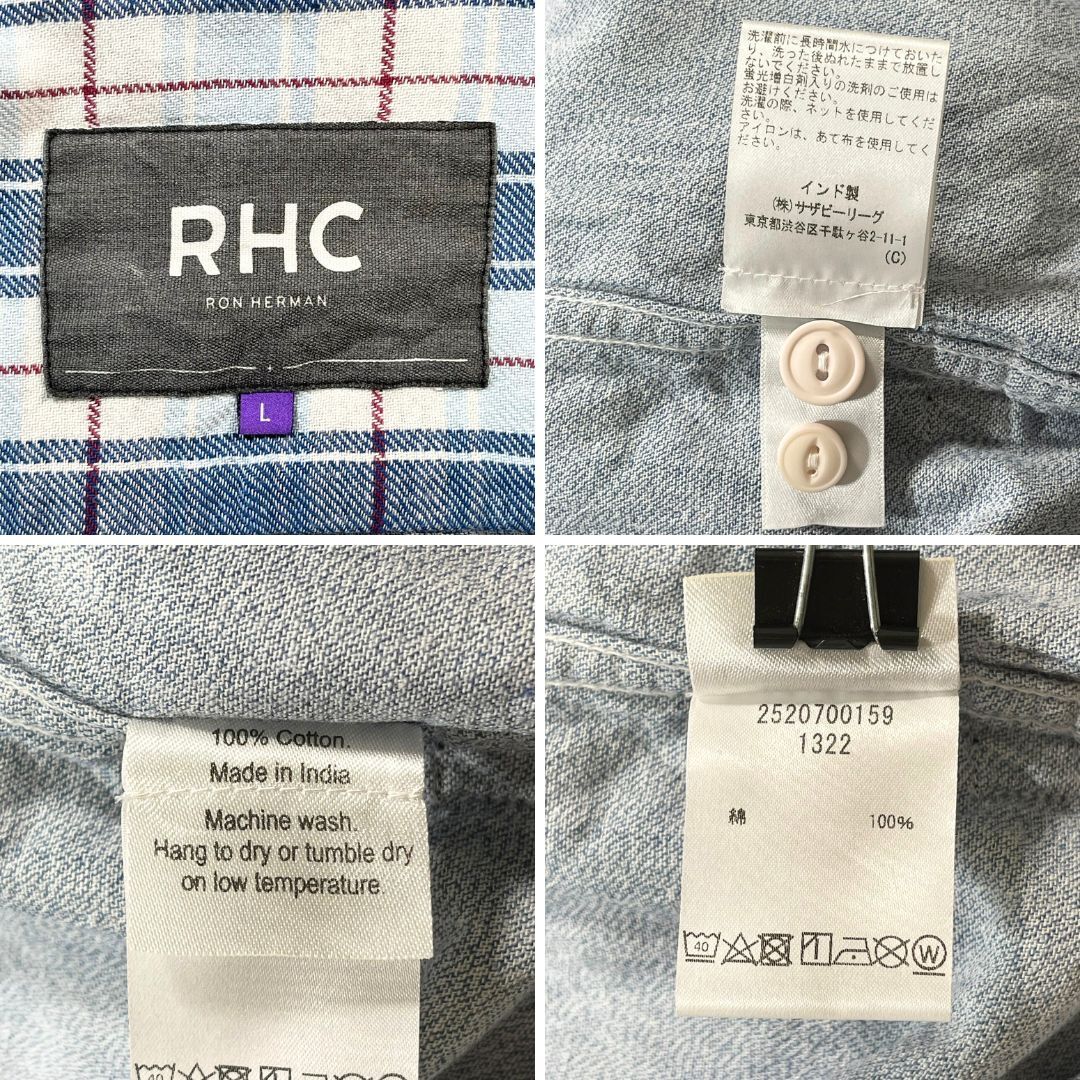 RHC
RON HERMAN
L
洗濯前に長時間水につけておいた
り、洗った後ぬれたままで放置し
ないでください。
蛍光増白剤入りの洗剤のご使用は
お避けください。
洗濯の際、ネットを使用してくだ
さい。
アイロンは、あて布を使用してく
ださい。
インド製
(株)サザビーリーグ
東京都渋谷区千駄ヶ谷2-11-1
(C)
100% Cotton.
Made in India
Machine wash.
Hang to dry or tumble dry
on low temperature.
40
2520700159
1322
綿 100%
40 W